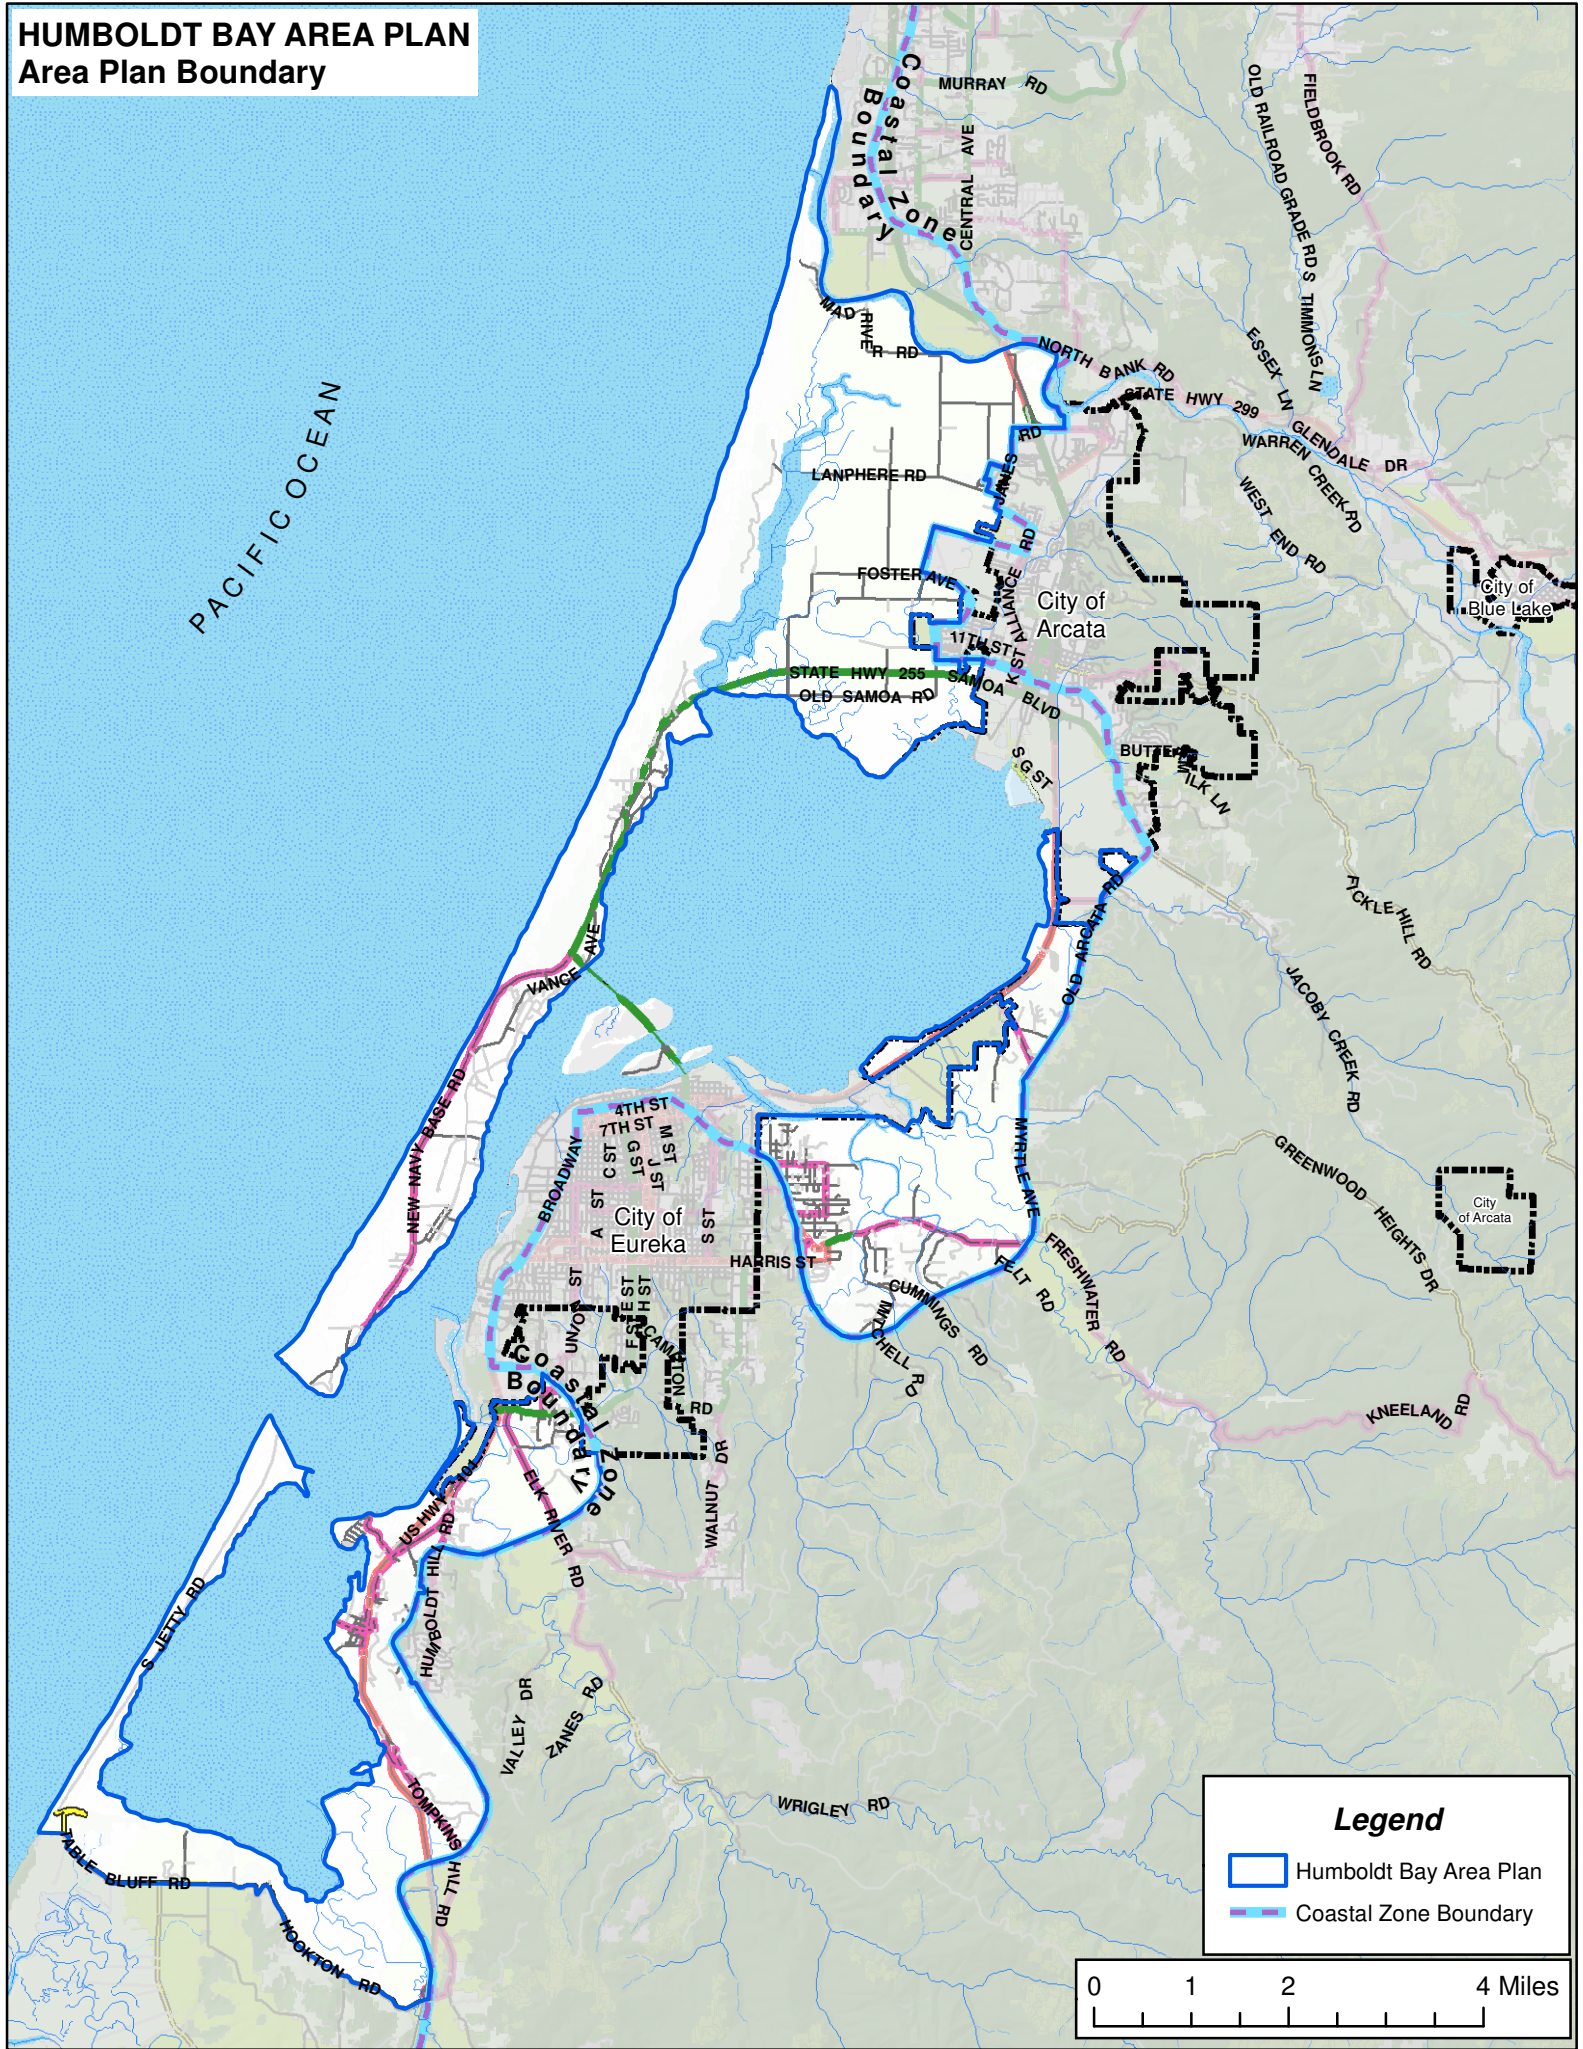 HUMBOLDT BAY AREA PLAN
Area Plan Boundary
Coastal Zone
Boundary
MURRAY RD
CENTRAL AVE
OLD RAILROAD GRADE RD
S TIMMONS LN
FIELDBROOK RD
PACIFIC OCEAN
MAD RIVER RD
NORTH BANK RD
ESSEX LN
STATE HWY 299
GLENDALE DR
WARREN CREEK RD
WEST END RD
JANES RD
LANPHERE RD
FOSTER AVE
ALLIANCE RD
City of
Arcata
City of
Blue Lake
11TH ST
K ST
STATE HWY 255
SAMOA BLVD
OLD SAMOA RD
S G ST
BUTTERMILK LN
FICKLE HILL RD
OLD ARCATA RD
JACOBY CREEK RD
VANCE AVE
NEW NAVY BASE RD
4TH ST
7TH ST
BROADWAY
C ST
G ST
M ST
J ST
A ST
S ST
City of
Eureka
HARRIS ST
MYRTLE AVE
GREENWOOD HEIGHTS DR
City
of Arcata
FRESHWATER RD
FELT RD
CUMMINGS RD
MITCHELL RD
UNION ST
F ST
E ST
H ST
CAMPTON RD
Coastal Zone
Boundary
KNEELAND RD
WALNUT DR
US HWY 101
ELK RIVER RD
HUMBOLDT HILL RD
S JETTY RD
VALLEY DR
ZANES RD
WRIGLEY RD
TOMPKINS HILL RD
TABLE BLUFF RD
HOOKTON RD
Legend
Humboldt Bay Area Plan
Coastal Zone Boundary
0 1 2 4 Miles